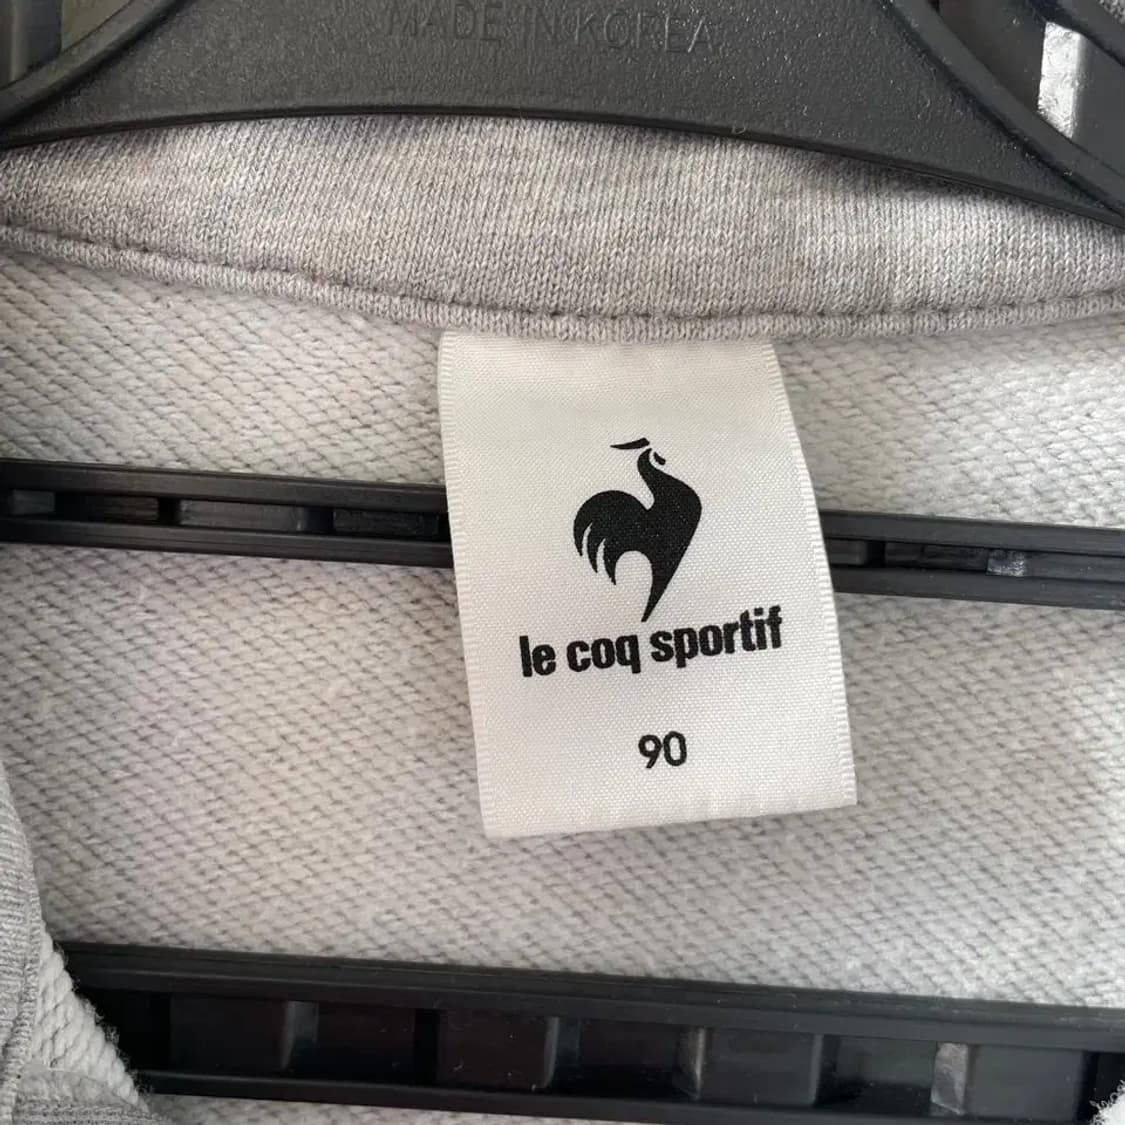 MADE IN KOREA
le coq sportif
90